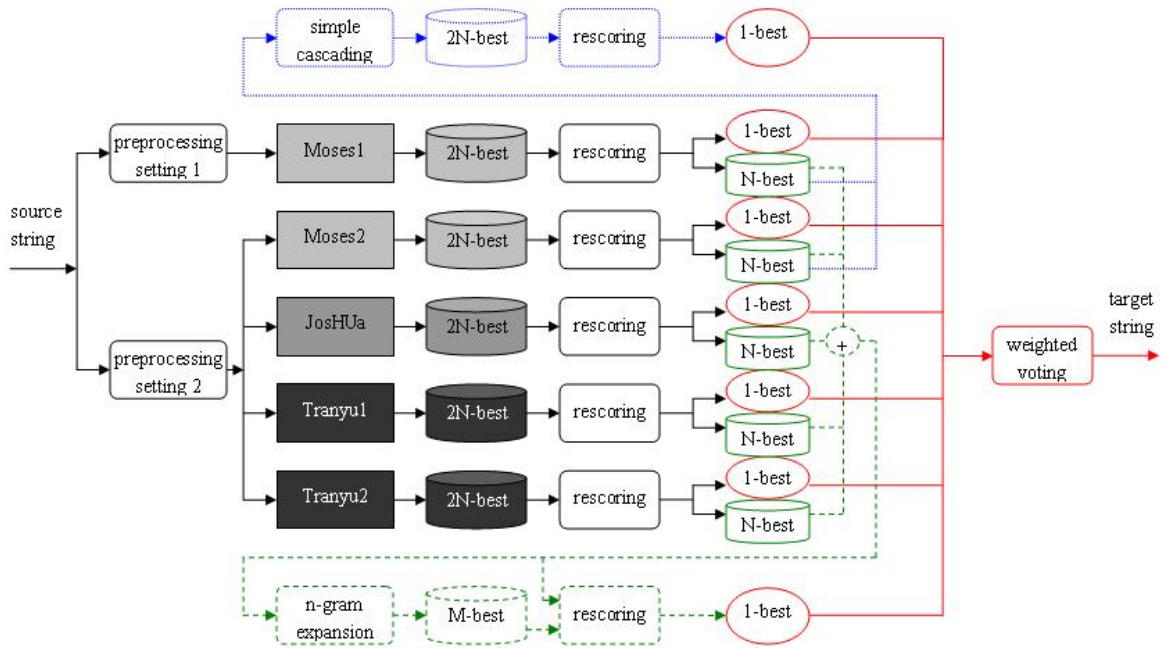 simple
cascading
2N-best
rescoring
1-best
preprocessing
setting 1
Moses1
2N-best
rescoring
1-best
N-best
source
string
Moses2
2N-best
rescoring
1-best
N-best
JosHUa
2N-best
rescoring
1-best
N-best
+
target
string
weighted
voting
preprocessing
setting 2
Tranyu1
2N-best
rescoring
1-best
N-best
Tranyu2
2N-best
rescoring
1-best
N-best
n-gram
expansion
M-best
rescoring
1-best